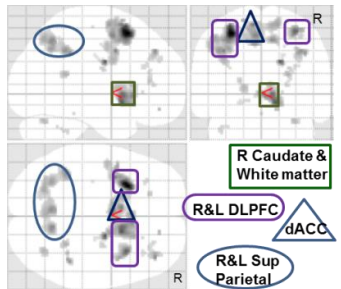 R
R Caudate &
White matter
R&L DLPFC
dACC
R&L Sup
Parietal
R